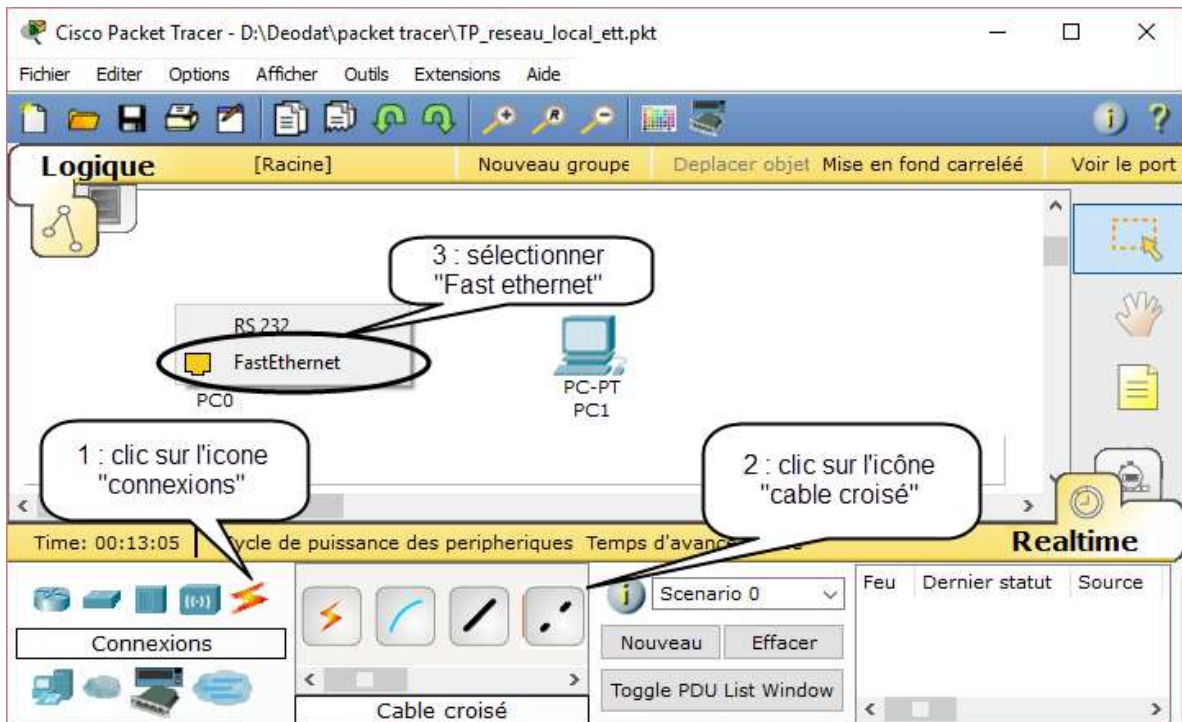 Cisco Packet Tracer - D:\Deodat\packet tracer\TP_reseau_local_ett.pkt
Fichier Editer Options Afficher Outils Extensions Aide
Logique [Racine] Nouveau groupe Deplacer objet Mise en fond carreléé Voir le port
3 : sélectionner
"Fast ethernet"
RS 232
FastEthernet
PC0
PC-PT
PC1
1 : clic sur l'icone
"connexions"
2 : clic sur l'icône
"cable croisé"
Time: 00:13:05 Cycle de puissance des peripheriques Temps d'avance
Realtime
Connexions
Cable croisé
Scenario 0
Nouveau Effacer
Toggle PDU List Window
Feu Dernier statut Source